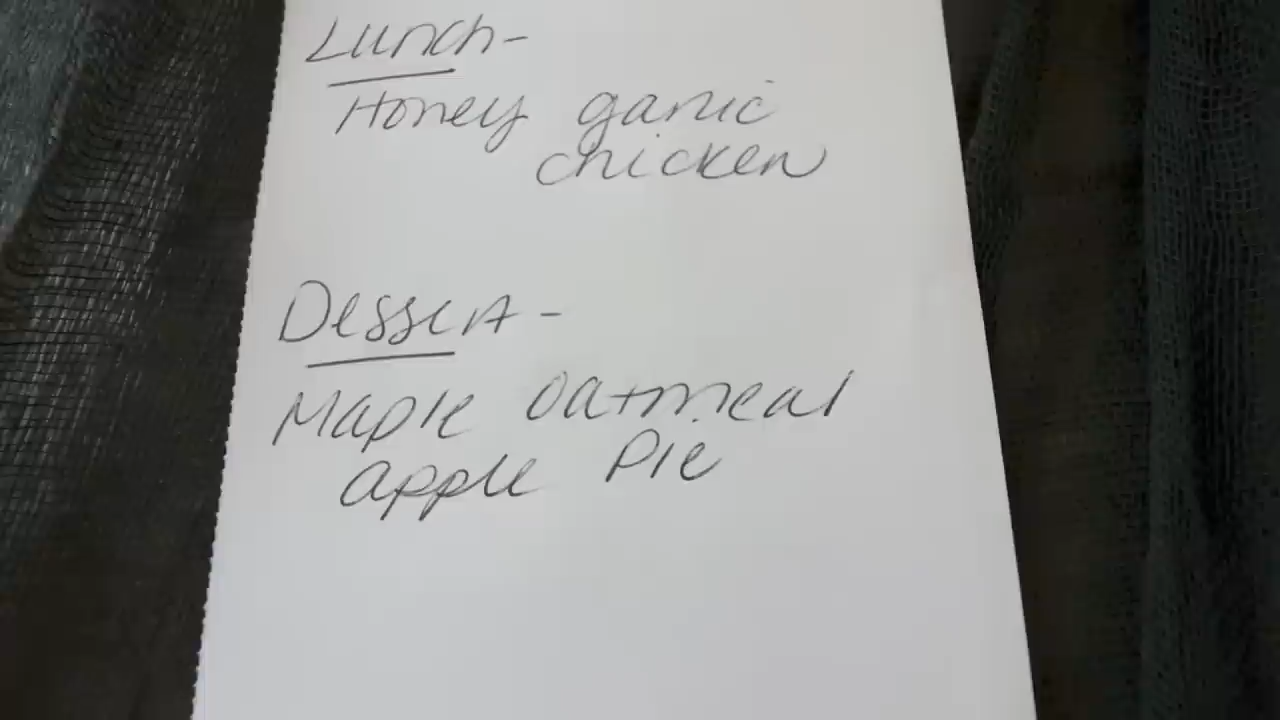 Lunch-
Honey garlic
chicken
Dessert-
Maple Oatmeal
apple Pie